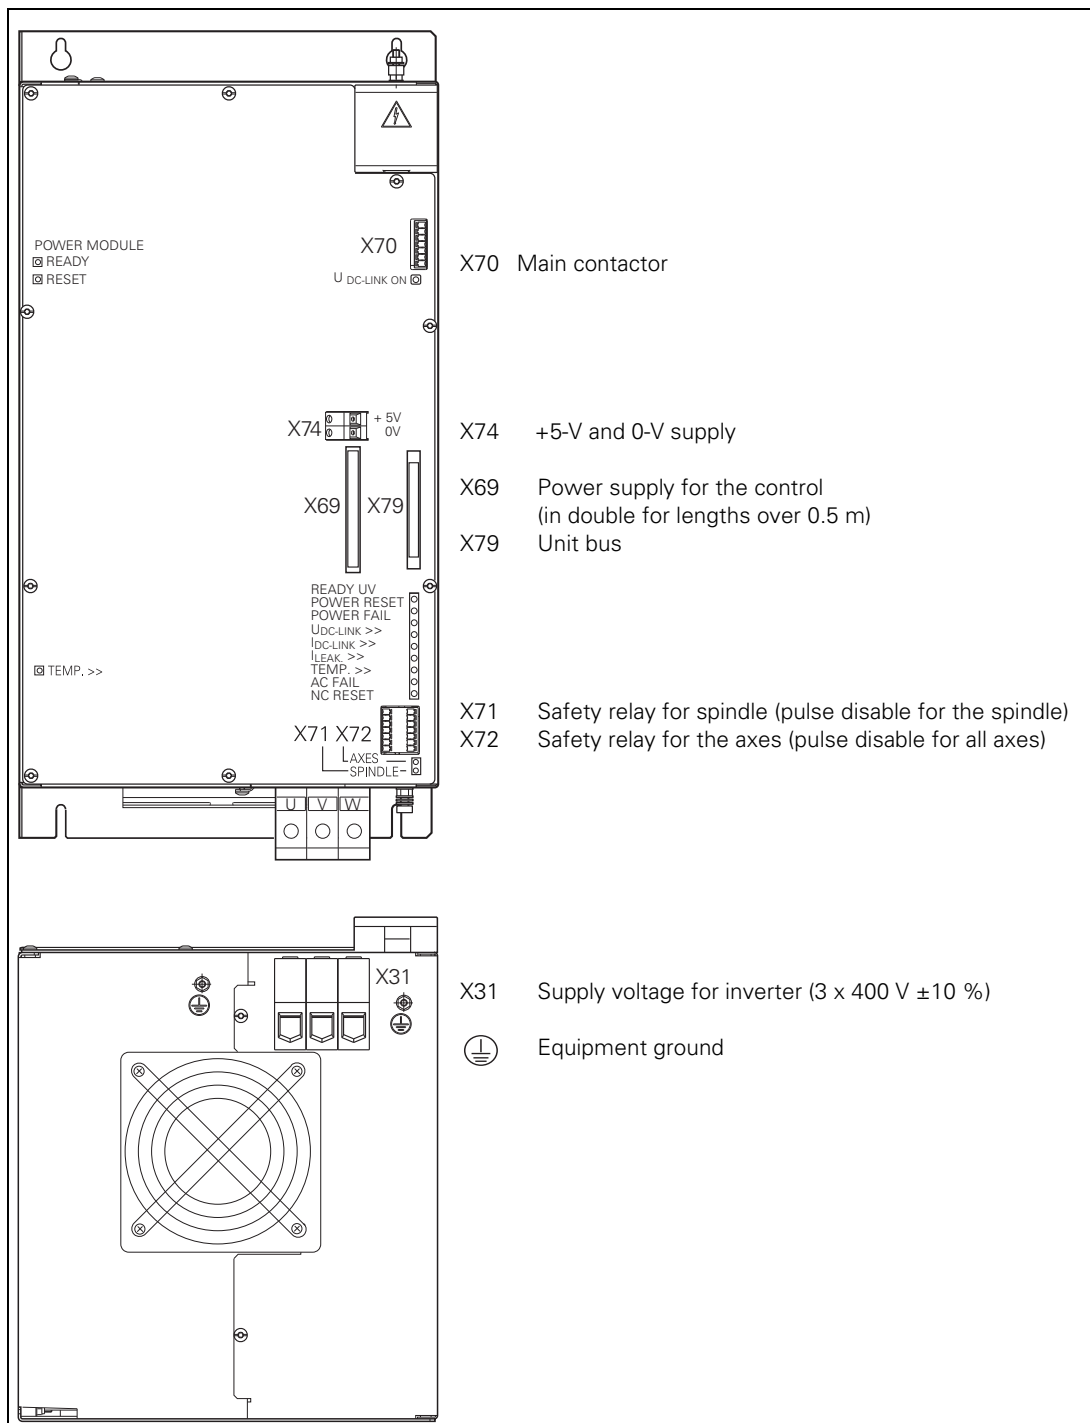 POWER MODULE
READY
RESET
X70
U DC-LINK ON
X70 Main contactor
X74
+ 5V
0V
X74 +5-V and 0-V supply
X69 X79
X69 Power supply for the control
(in double for lengths over 0.5 m)
X79 Unit bus
READY UV
POWER RESET
POWER FAIL
UDC-LINK >>
IDC-LINK >>
ILEAK. >>
TEMP. >>
AC FAIL
NC RESET
TEMP. >>
X71 X72
AXES
SPINDLE
X71 Safety relay for spindle (pulse disable for the spindle)
X72 Safety relay for the axes (pulse disable for all axes)
U V W
X31
X31 Supply voltage for inverter (3 x 400 V ±10 %)
Equipment ground